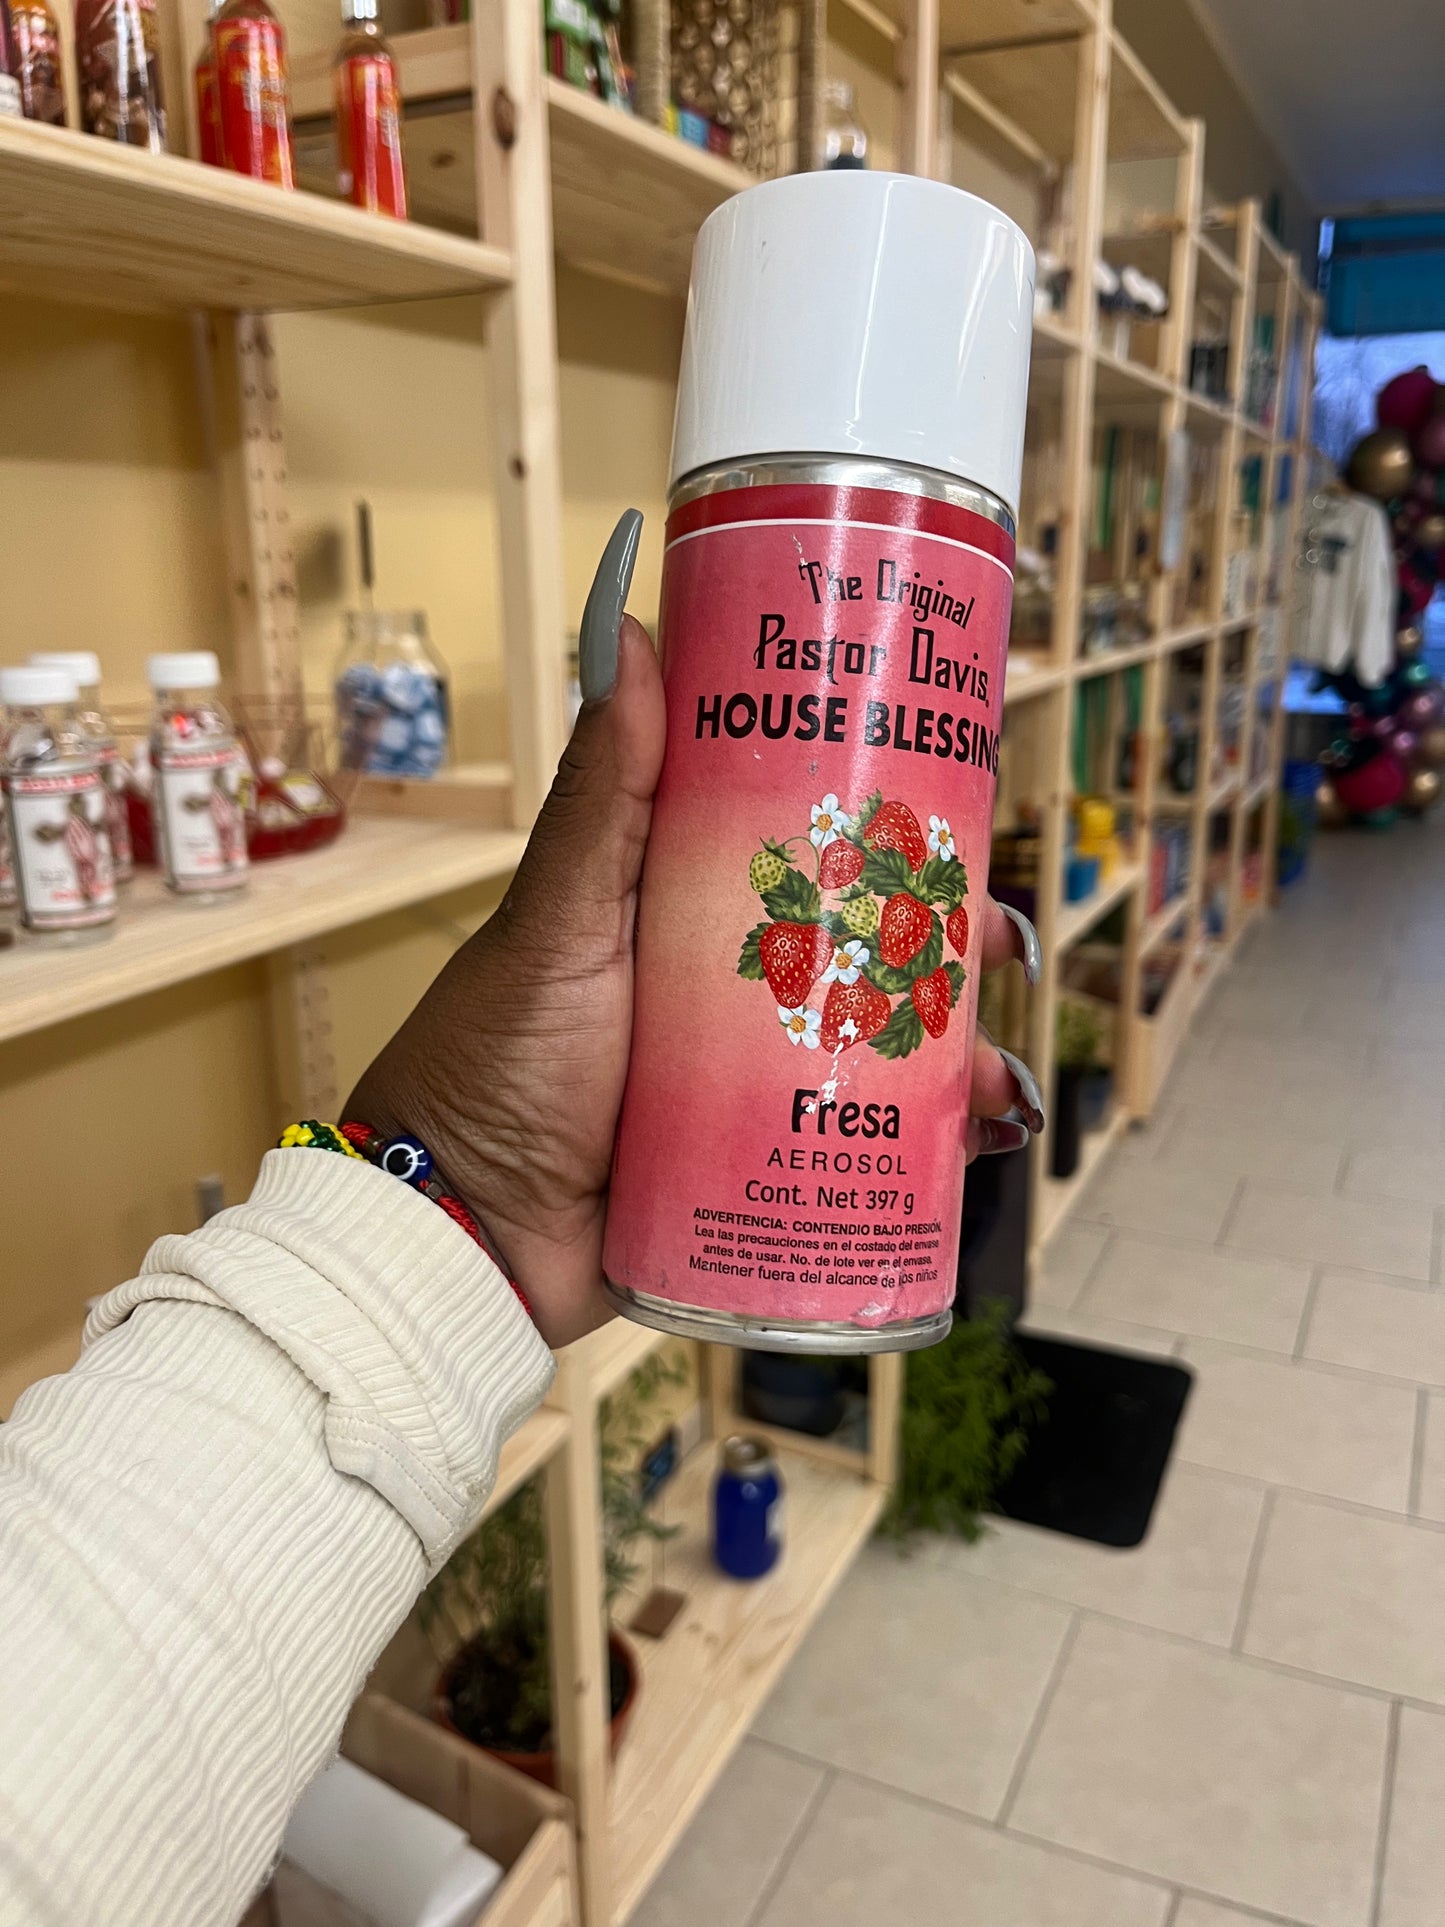 The Original
Pastor Davis
HOUSE BLESSING
Fresa
AEROSOL
Cont. Net 397 g
ADVERTENCIA: CONTENDIO BAJO PRESIÓN.
Lea las precauciones en el costado del envase
antes de usar. No. de lote ver en el envase.
Mantener fuera del alcance de los niños